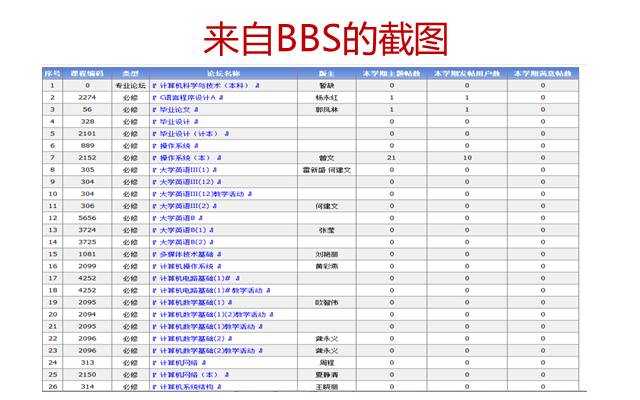 来自BBS的截图
序号 课程编码 类型 论坛名称 版主 本学期主题帖数 本学期发帖用户数 本学期满意帖数
1 0 专业论坛 『 计算机科学与技术（本科） 』 暂缺 0 0 0
2 2274 必修 『 C语言程序设计A 』 杨永红 1 1 0
3 56 必修 『 毕业论文 』 郭凤林 1 1 0
4 328 必修 『 毕业设计 』 0 0 0
5 2101 必修 『 毕业设计（计本） 』 0 0 0
6 889 必修 『 操作系统 』 0 0 0
7 2152 必修 『 操作系统（本） 』 曾文 21 10 0
8 305 必修 『 大学英语III(1) 』 雷新盛 何建文 0 0 0
9 304 必修 『 大学英语III(12) 』 0 0 0
10 304 必修 『 大学英语III(12)教学活动 』 0 0 0
11 306 必修 『 大学英语III(2) 』 何建文 0 0 0
12 5656 必修 『 大学英语B 』 0 0 0
13 3724 必修 『 大学英语B(1) 』 张莹 0 0 0
14 3725 必修 『 大学英语B(2) 』 0 0 0
15 1081 必修 『 多媒体技术基础 』 刘艳丽 0 0 0
16 2099 必修 『 计算机操作系统 』 黄彩燕 0 0 0
17 4252 必修 『 计算机电路基础(1)# 』 0 0 0
18 4252 必修 『 计算机电路基础(1)#教学活动 』 0 0 0
19 2095 必修 『 计算机数学基础(1) 』 智伟 0 0 0
20 2094 必修 『 计算机数学基础(1)(2)教学活动 』 0 0 0
21 2095 必修 『 计算机数学基础(1)教学活动 』 0 0 0
22 2096 必修 『 计算机数学基础(2) 』 龚永义 0 0 0
23 2096 必修 『 计算机数学基础(2)教学活动 』 龚永义 0 0 0
24 313 必修 『 计算机网络 』 周程 0 0 0
25 2150 必修 『 计算机网络（本） 』 夏静清 0 0 0
26 314 必修 『 计算机系统结构 』 王晓丽 0 0 0